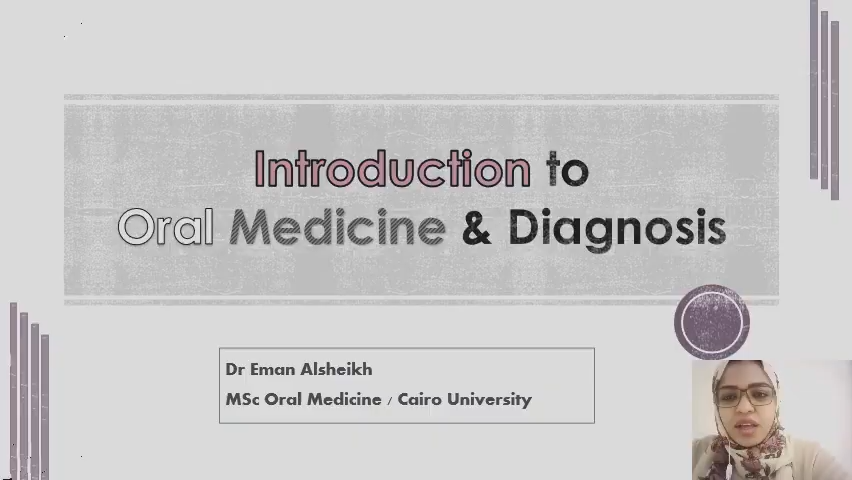 Introduction to
Oral Medicine & Diagnosis
Dr Eman Alsheikh
MSc Oral Medicine / Cairo University